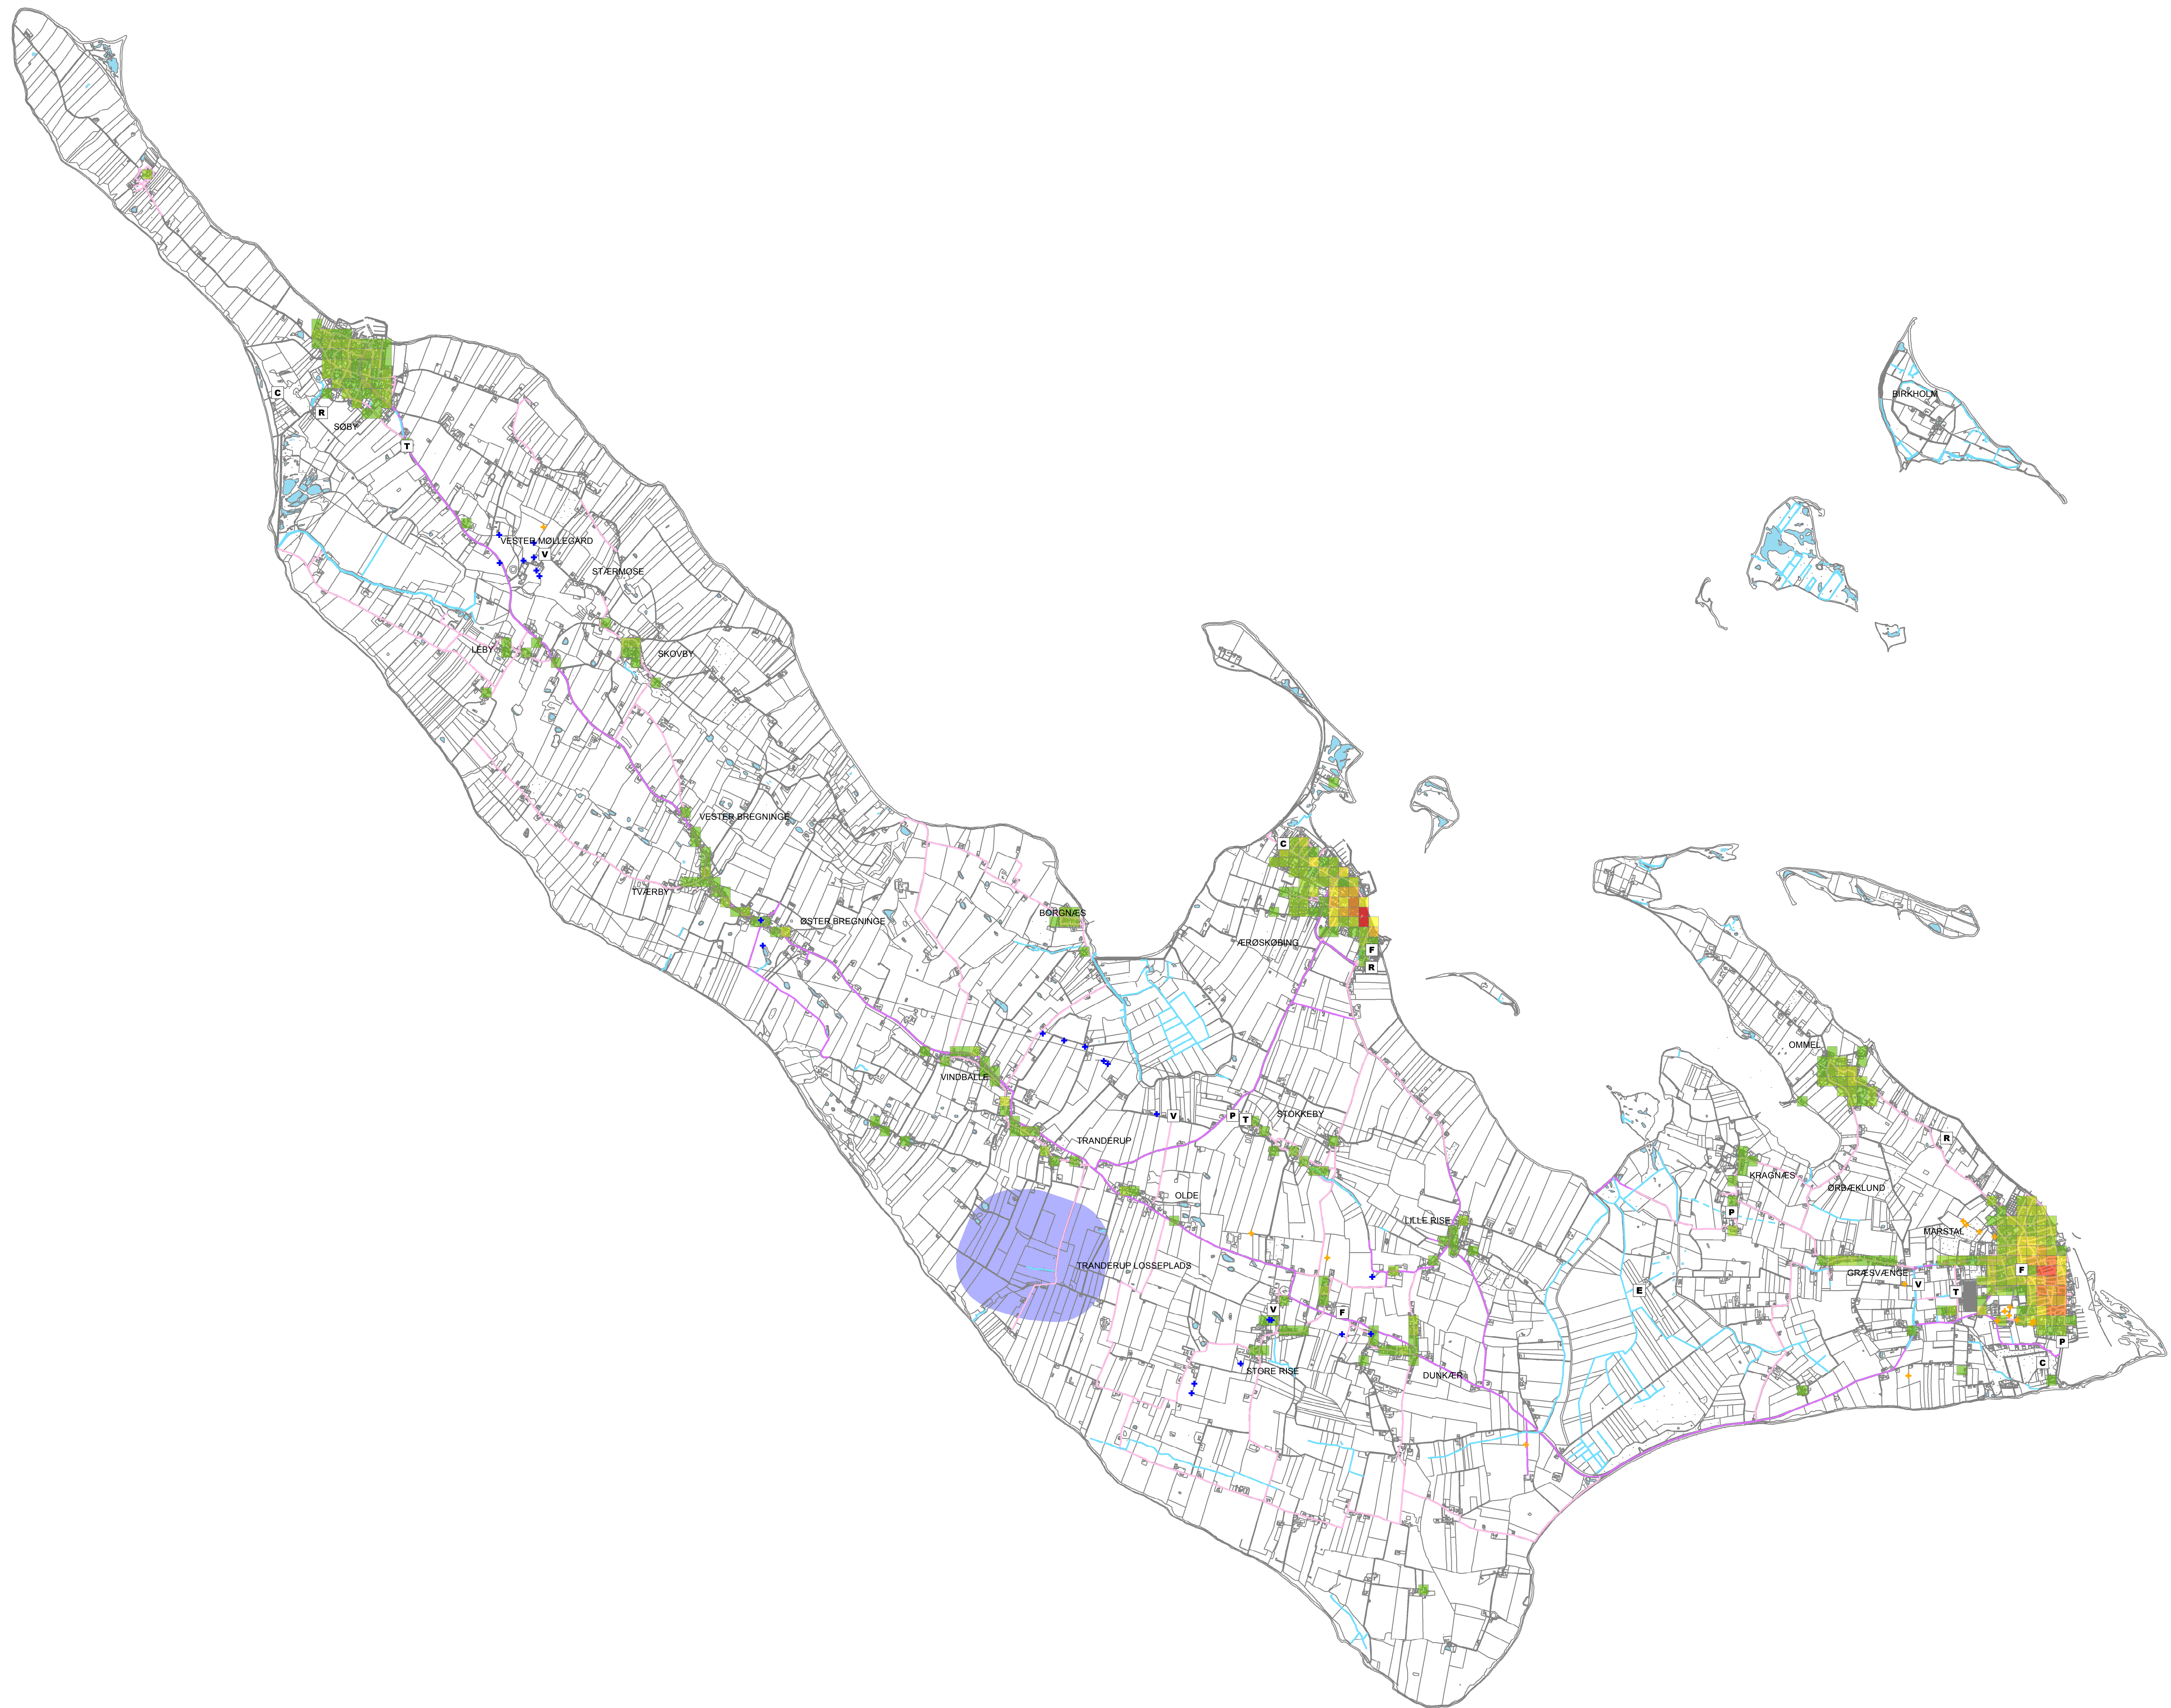 BIRKHOLM
C
R
SØBY
T
VESTER MØLLEGARD
V
STÆRMOSE
LEBY
SKOVBY
VESTER BREGNINGE
C
TVÆRBY
BORGNÆS
ØSTER BREGNINGE
ÆRØSKØBING
F
R
OMMEL
VINDBALLE
V
P
T
STOKKEBY
TRANDERUP
R
KRAGNÆS
ØRBÆKLUND
OLDE
P
LILLE RISE
MARSTAL
TRANDERUP LOSSEPLADS
GRÆSVÆNGE
F
V
E
T
V
F
P
C
STORE RISE
DUNKÆR